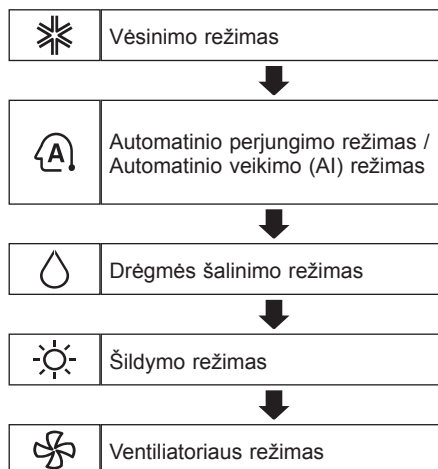 Vėsinimo režimas
A
Automatinio perjungimo režimas /
Automatinio veikimo (AI) režimas
Drėgmės šalinimo režimas
Šildymo režimas
Ventiliatoriaus režimas